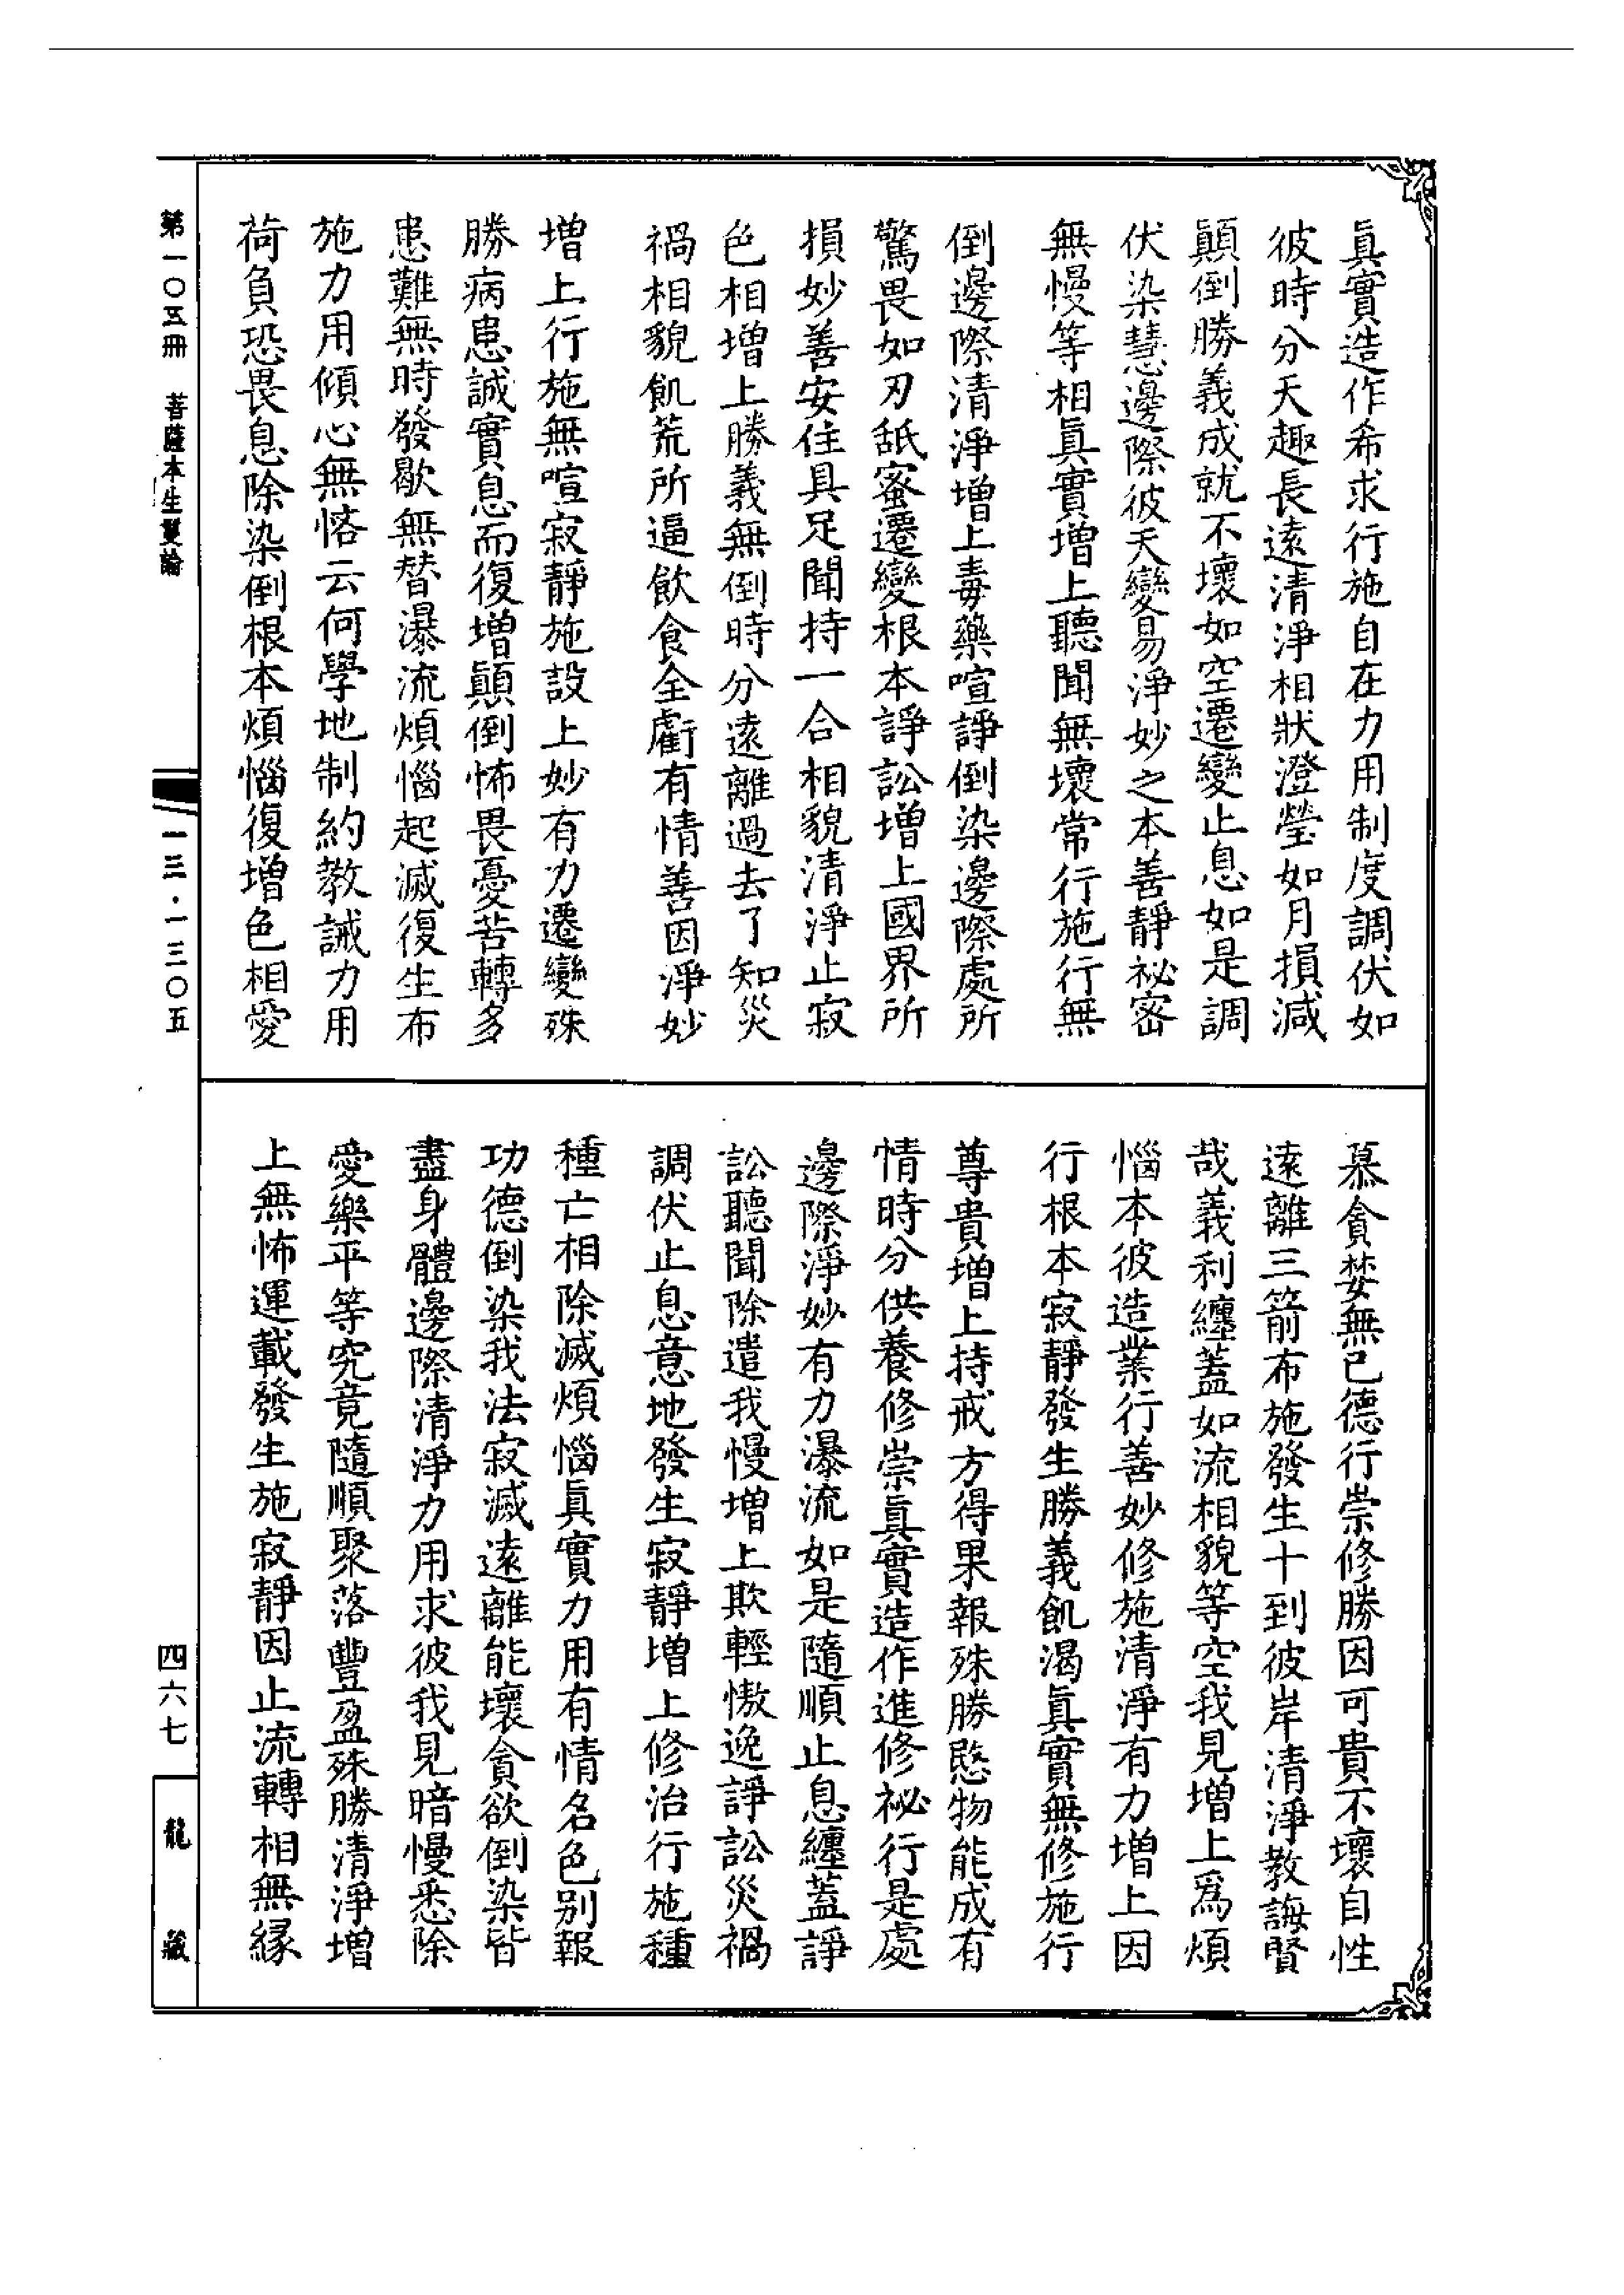 眞實造作希求行施自在力用制度調伏如
彼時分天趣長遠清淨相狀澄瑩如月損減
顚倒勝義成就不壞如空遷變止息如是調
伏染慧邊際彼天變易淨妙之本善靜祕密
無慢等相眞實增上聽聞無壞常行施行無
倒邊際清淨增上毒藥喧諍倒染邊際處所
驚畏如刃舐蜜遷變根本諍訟增上國界所
損妙善安住具足聞持一合相貌清淨止寂
色相增上勝義無倒時分遠離過去了知災
禍相貌飢荒所逼飲食全虧有情善因淨妙
增上行施無喧寂靜施設上妙有力遷變殊
勝病患誠實息而復增顚倒怖畏憂苦轉多
患難無時發歇無替瀑流煩惱起滅復生布
施力用傾心無悋云何學地制約教誡力用
荷負恐畏息除染倒根本煩惱復增色相愛
慕貪婪無已德行崇修勝因可貴不壞自性
遠離三箭布施發生十到彼岸清淨教誨賢
哉義利纏蓋如流相貌等空我見增上爲煩
惱本彼造業行善妙修施清淨有力增上因
行根本寂靜發生勝義飢渴眞實無修施行
尊貴增上持戒方得果報殊勝愍物能成有
情時分供養修崇眞實造作進修祕行是處
邊際淨妙有力瀑流如是隨順止息纏蓋諍
訟聽聞除遣我慢增上欺輕慠逸諍訟災禍
調伏止息意地發生寂靜增上修治行施種
種亡相除滅煩惱眞實力用有情名色別報
功德倒染我法寂滅遠離能壞貪欲倒染皆
盡身體邊際清淨力用求彼我見暗慢悉除
愛樂平等究竟隨順聚落豐盈殊勝清淨增
上無怖運載發生施寂靜因止流轉相無緣
第一〇五冊　菩薩本生鬘論
一三·一三〇五
四六七
龍藏